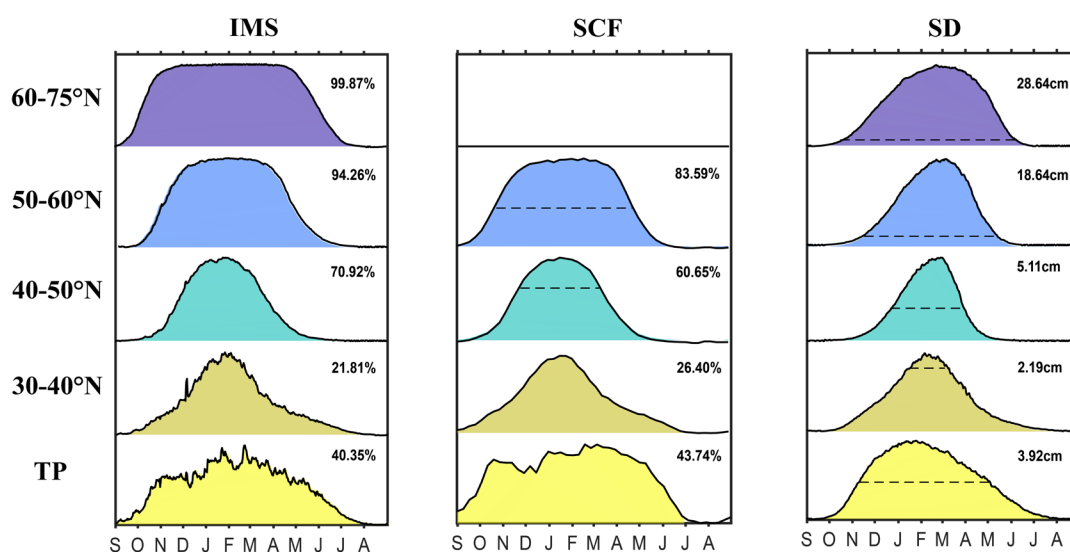 IMS SCF SD
60-75°N 99.87% 28.64cm
50-60°N 94.26% 83.59% 18.64cm
40-50°N 70.92% 60.65% 5.11cm
30-40°N 21.81% 26.40% 2.19cm
TP 40.35% 43.74% 3.92cm
S O N D J F M A M J J A S O N D J F M A M J J A S O N D J F M A M J J A